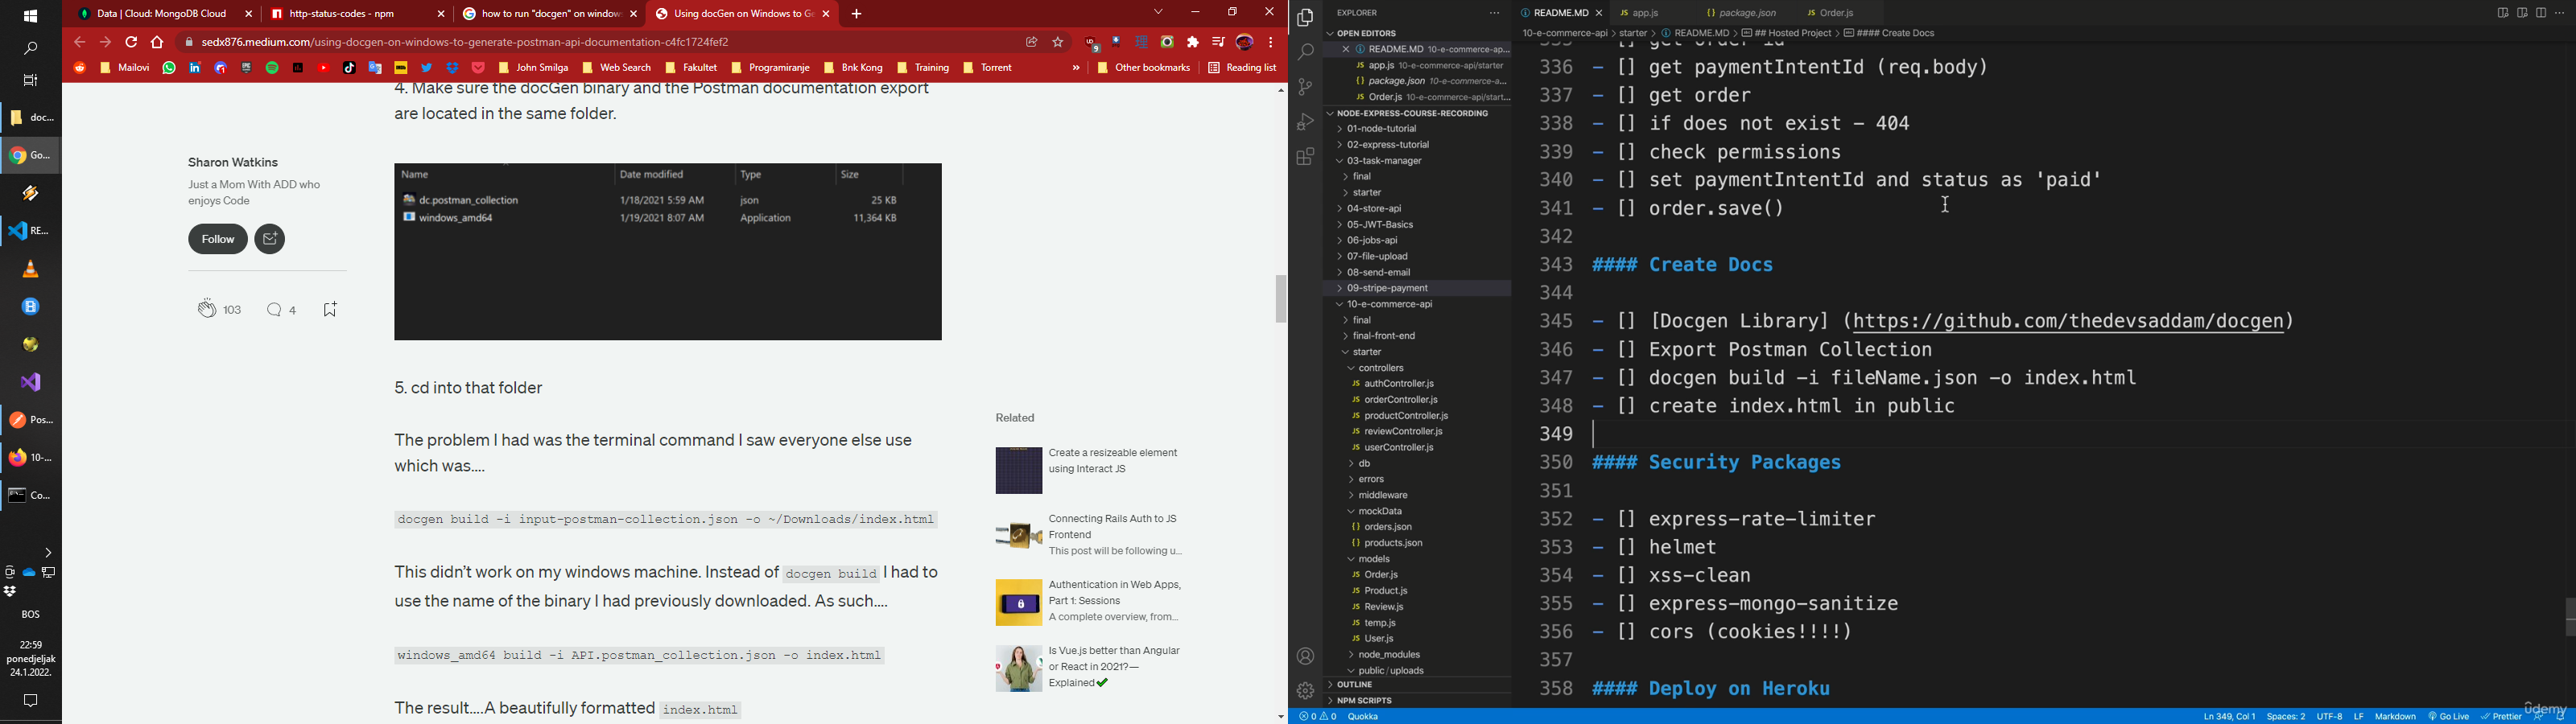 Data | Cloud: MongoDB Cloud
http-status-codes - npm
how to run "docgen" on window
Using docGen on Windows to Ge
sedx876.medium.com/using-docgen-on-windows-to-generate-postman-api-documentation-c4fc1724fef2
Mailovi
John Smilga
Web Search
Fakultet
Programiranje
Bnk Kong
Training
Torrent
»
Other bookmarks
Reading list
4. Make sure the docGen binary and the Postman documentation export
are located in the same folder.
Sharon Watkins
Just a Mom With ADD who
enjoys Code
Follow
103
4
Name Date modified Type Size
dc.postman_collection 1/18/2021 5:59 AM json 25 KB
windows_amd64 1/19/2021 8:07 AM Application 11,364 KB
5. cd into that folder
The problem I had was the terminal command I saw everyone else use
which was....
docgen build -i input-postman-collection.json -o ~/Downloads/index.html
This didn't work on my windows machine. Instead of docgen build I had to
use the name of the binary I had previously downloaded. As such....
windows_amd64 build -i API.postman_collection.json -o index.html
The result....A beautifully formatted index.html
Related
Create a resizeable element
using Interact JS
Connecting Rails Auth to JS
Frontend
This post will be following u...
Authentication in Web Apps,
Part 1: Sessions
A complete overview, from...
Is Vue.js better than Angular
or React in 2021? —
Explained
doc...
Go...
RE...
Pos...
10-...
Co...
BOS
22:59
ponedjeljak
24.1.2022.
EXPLORER
OPEN EDITORS
README.MD 10-e-commerce-ap...
app.js 10-e-commerce-api/starter
package.json 10-e-commerce-a...
Order.js 10-e-commerce-api/start...
NODE-EXPRESS-COURSE-RECORDING
01-node-tutorial
02-express-tutorial
03-task-manager
final
starter
04-store-api
05-JWT-Basics
06-jobs-api
07-file-upload
08-send-email
09-stripe-payment
10-e-commerce-api
final
final-front-end
starter
controllers
JS authController.js
JS orderController.js
JS productController.js
JS reviewController.js
JS userController.js
db
errors
middleware
mockData
{} orders.json
{} products.json
models
JS Order.js
JS Product.js
JS Review.js
JS temp.js
JS User.js
node_modules
public / uploads
OUTLINE
NPM SCRIPTS
README.MD
JS app.js
{} package.json
JS Order.js
10-e-commerce-api > starter > README.MD > ## Hosted Project > #### Create Docs
335 - [] get order id
336 - [] get paymentIntentId (req.body)
337 - [] get order
338 - [] if does not exist - 404
339 - [] check permissions
340 - [] set paymentIntentId and status as 'paid'
341 - [] order.save()
342
343 #### Create Docs
344
345 - [] [Docgen Library] (https://github.com/thedevsaddam/docgen)
346 - [] Export Postman Collection
347 - [] docgen build -i fileName.json -o index.html
348 - [] create index.html in public
349
350 #### Security Packages
351
352 - [] express-rate-limiter
353 - [] helmet
354 - [] xss-clean
355 - [] express-mongo-sanitize
356 - [] cors (cookies!!!!)
357
358 #### Deploy on Heroku
0 0 Quokka
Ln 349, Col 1 Spaces: 2 UTF-8 LF Markdown Go Live Prettier
ûdemy